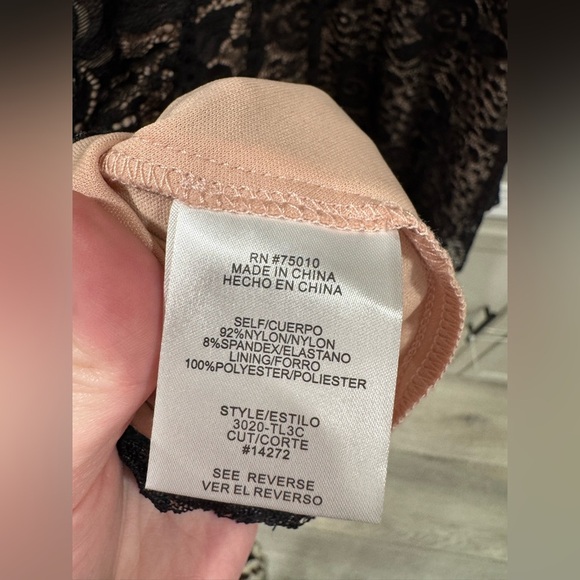 RN #75010
MADE IN CHINA
HECHO EN CHINA
SELF/CUERPO
92%NYLON/NYLON
8%SPANDEX/ELASTANO
LINING/FORRO
100%POLYESTER/POLIESTER
STYLE/ESTILO
3020-TL3C
CUT/CORTE
#14272
SEE REVERSE
VER EL REVERSO